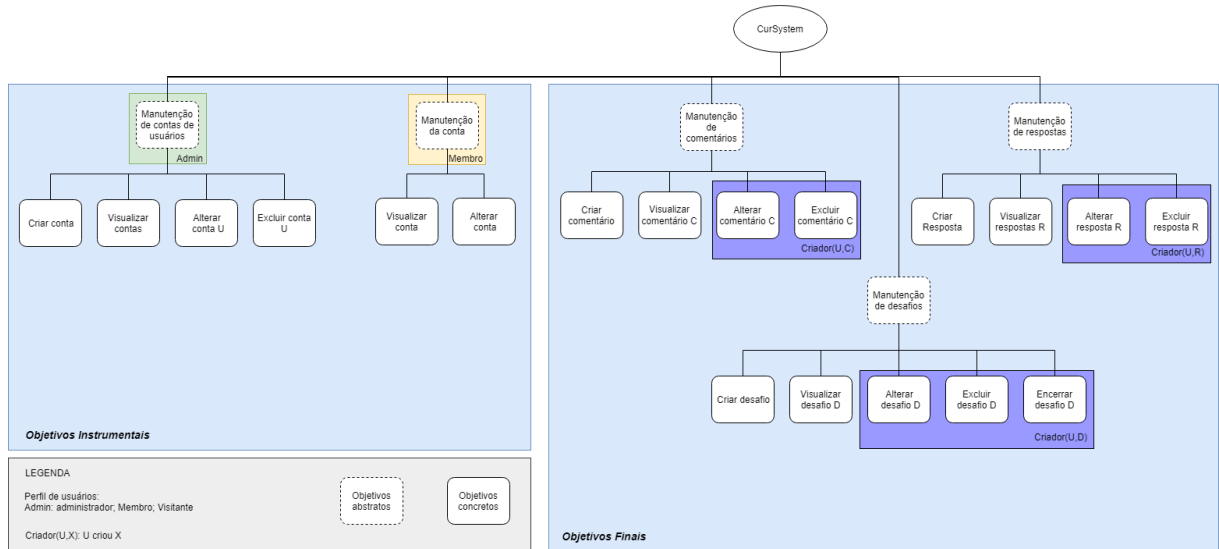 CurSystem
Manutenção
de contas de
usuários
Admin
Manutenção
da conta
Membro
Criar conta
Visualizar
contas
Alterar
conta U
Excluir conta
U
Visualizar
conta
Alterar
conta
Objetivos Instrumentais
Manutenção
de
comentários
Manutenção
de respostas
Criar
comentário
Visualizar
comentário C
Alterar
comentário C
Excluir
comentário C
Criador(U,C)
Criar
Resposta
Visualizar
respostas R
Alterar
resposta R
Excluir
resposta R
Criador(U,R)
Manutenção
de desafios
Criar desafio
Visualizar
desafio D
Alterar
desafio D
Excluir
desafio D
Encerrar
desafio D
Criador(U,D)
Objetivos Finais
LEGENDA
Perfil de usuários:
Admin: administrador; Membro; Visitante
Criador(U,X): U criou X
Objetivos
abstratos
Objetivos
concretos